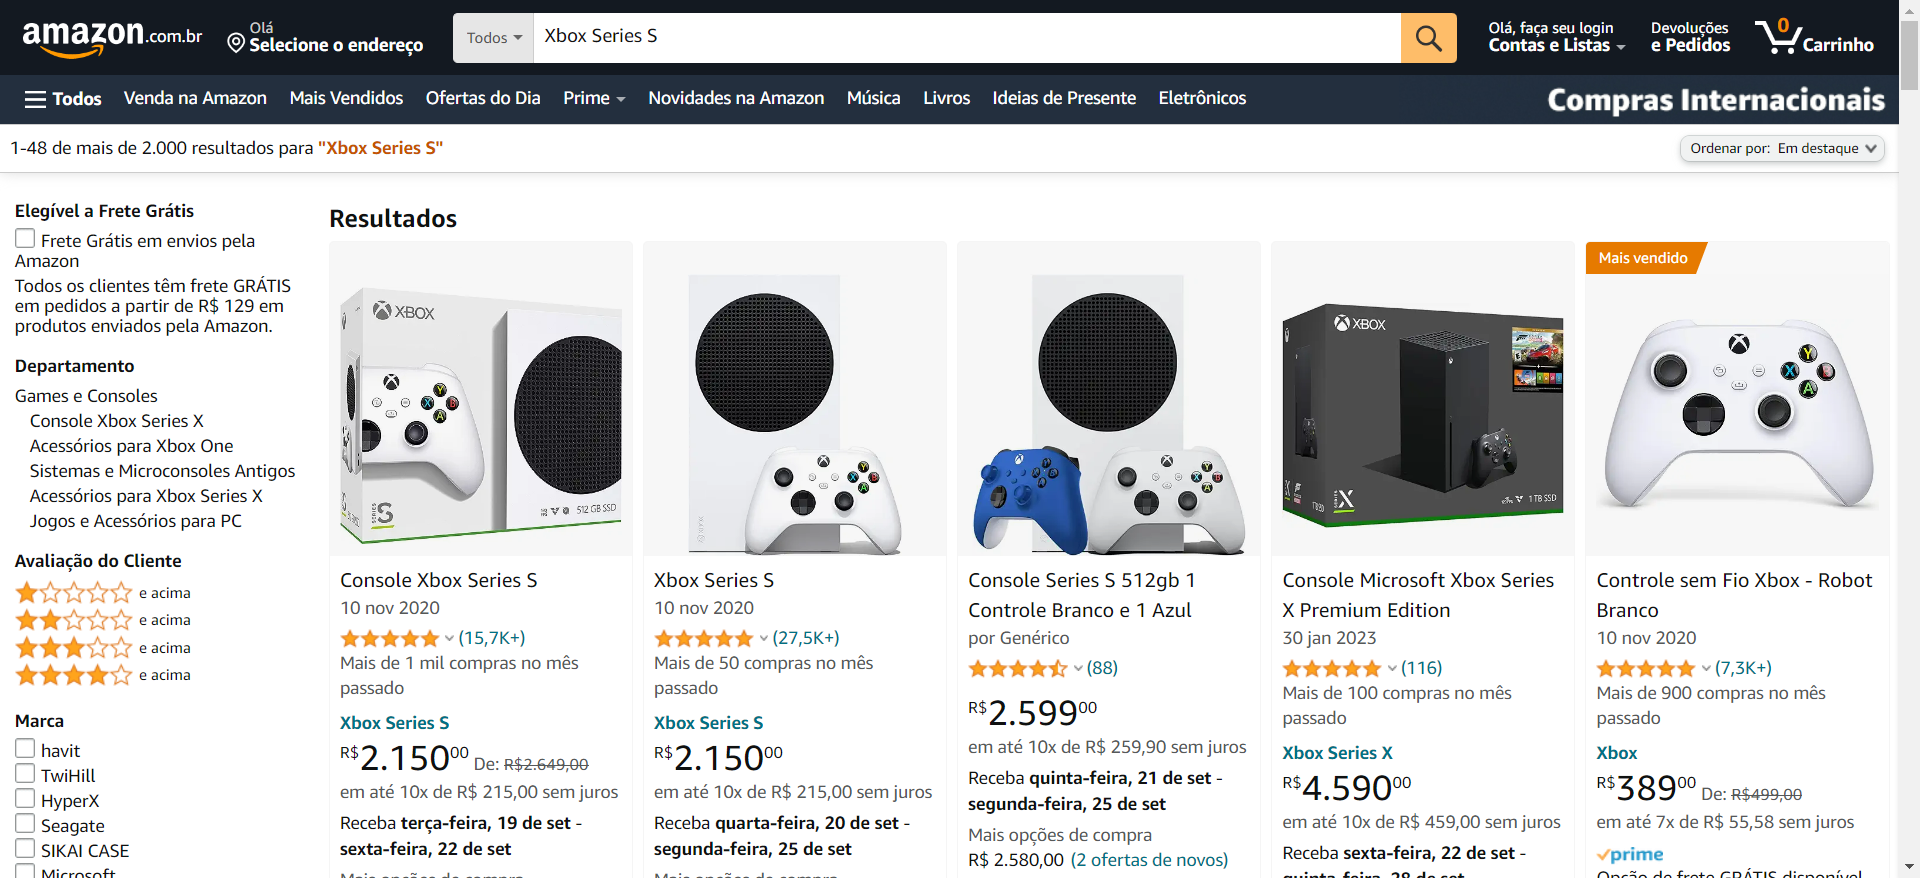 amazon.com.br
Olá
Selecione o endereço
Todos
Xbox Series S
Olá, faça seu login
Contas e Listas
Devoluções
e Pedidos
0
Carrinho
Todos
Venda na Amazon
Mais Vendidos
Ofertas do Dia
Prime
Novidades na Amazon
Música
Livros
Ideias de Presente
Eletrônicos
Compras Internacionais
1-48 de mais de 2.000 resultados para "Xbox Series S"
Ordenar por: Em destaque
Elegível a Frete Grátis
Frete Grátis em envios pela
Amazon
Todos os clientes têm frete GRÁTIS
em pedidos a partir de R$ 129 em
produtos enviados pela Amazon.
Departamento
Games e Consoles
Console Xbox Series X
Acessórios para Xbox One
Sistemas e Microconsoles Antigos
Acessórios para Xbox Series X
Jogos e Acessórios para PC
Avaliação do Cliente
e acima
e acima
e acima
e acima
Marca
havit
TwiHill
HyperX
Seagate
SIKAI CASE
Microsoft
Resultados
XBOX
Y
X
B
A
SERIES S
512 GB SSD
Console Xbox Series S
10 nov 2020
(15,7K+)
Mais de 1 mil compras no mês
passado
Xbox Series S
R$2.15000 De: R$2.649,00
em até 10x de R$ 215,00 sem juros
Receba terça-feira, 19 de set -
sexta-feira, 22 de set
Mais opções de compra
Y
X
B
A
Xbox Series S
10 nov 2020
(27,5K+)
Mais de 50 compras no mês
passado
Xbox Series S
R$2.15000
em até 10x de R$ 215,00 sem juros
Receba quarta-feira, 20 de set -
segunda-feira, 25 de set
Mais opções de compra
Y
X
B
A
Console Series S 512gb 1
Controle Branco e 1 Azul
por Genérico
(88)
R$2.59900
em até 10x de R$ 259,90 sem juros
Receba quinta-feira, 21 de set -
segunda-feira, 25 de set
Mais opções de compra
R$ 2.580,00 (2 ofertas de novos)
XBOX
SERIES X
1 TB SSD
Console Microsoft Xbox Series
X Premium Edition
30 jan 2023
(116)
Mais de 100 compras no mês
passado
Xbox Series X
R$4.59000
em até 10x de R$ 459,00 sem juros
Receba sexta-feira, 22 de set -
quinta-feira, 28 de set
Mais vendido
Y
X
B
A
Controle sem Fio Xbox - Robot
Branco
10 nov 2020
(7,3K+)
Mais de 900 compras no mês
passado
Xbox
R$38900 De: R$499,00
em até 7x de R$ 55,58 sem juros
prime
Opção de frete GRÁTIS disponível